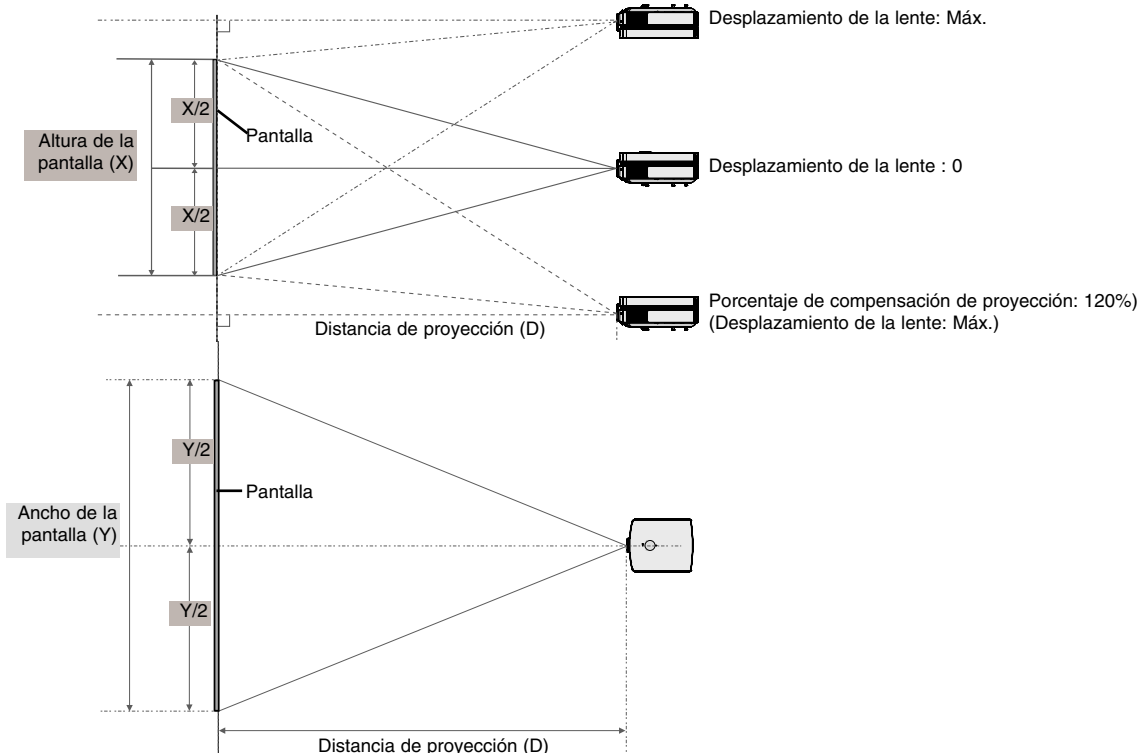 Desplazamiento de la lente: Máx.
X/2
Pantalla
Altura de la
pantalla (X)
Desplazamiento de la lente : 0
X/2
Porcentaje de compensación de proyección: 120%)
(Desplazamiento de la lente: Máx.)
Distancia de proyección (D)
Y/2
Pantalla
Ancho de la
pantalla (Y)
Y/2
Distancia de proyección (D)